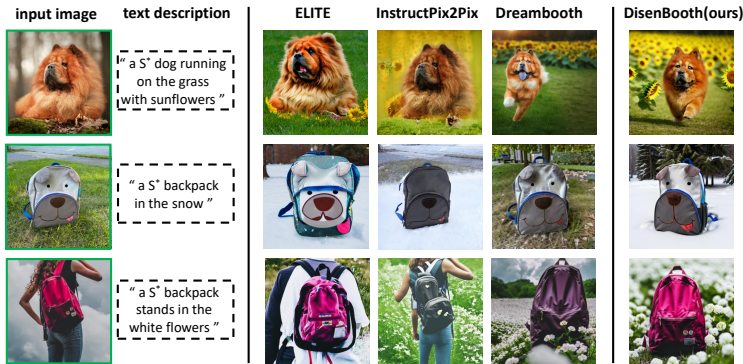 input image text description ELITE InstructPix2Pix Dreambooth DisenBooth(ours)
“ a S* dog running
on the grass
with sunflowers ”
“ a S* backpack
in the snow ”
“ a S* backpack
stands in the
white flowers ”